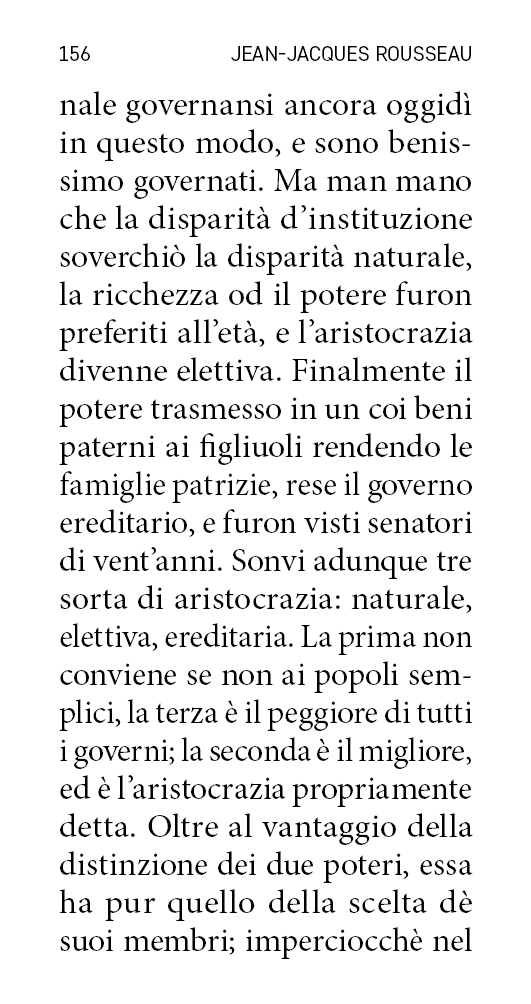 156 JEAN-JACQUES ROUSSEAU
nale governansi ancora oggidì
in questo modo, e sono benis-
simo governati. Ma man mano
che la disparità d’instituzione
soverchiò la disparità naturale,
la ricchezza od il potere furon
preferiti all’età, e l’aristocrazia
divenne elettiva. Finalmente il
potere trasmesso in un coi beni
paterni ai figliuoli rendendo le
famiglie patrizie, rese il governo
ereditario, e furon visti senatori
di vent’anni. Sonvi adunque tre
sorta di aristocrazia: naturale,
elettiva, ereditaria. La prima non
conviene se non ai popoli sem-
plici, la terza è il peggiore di tutti
i governi; la seconda è il migliore,
ed è l’aristocrazia propriamente
detta. Oltre al vantaggio della
distinzione dei due poteri, essa
ha pur quello della scelta dè
suoi membri; imperciocchè nel